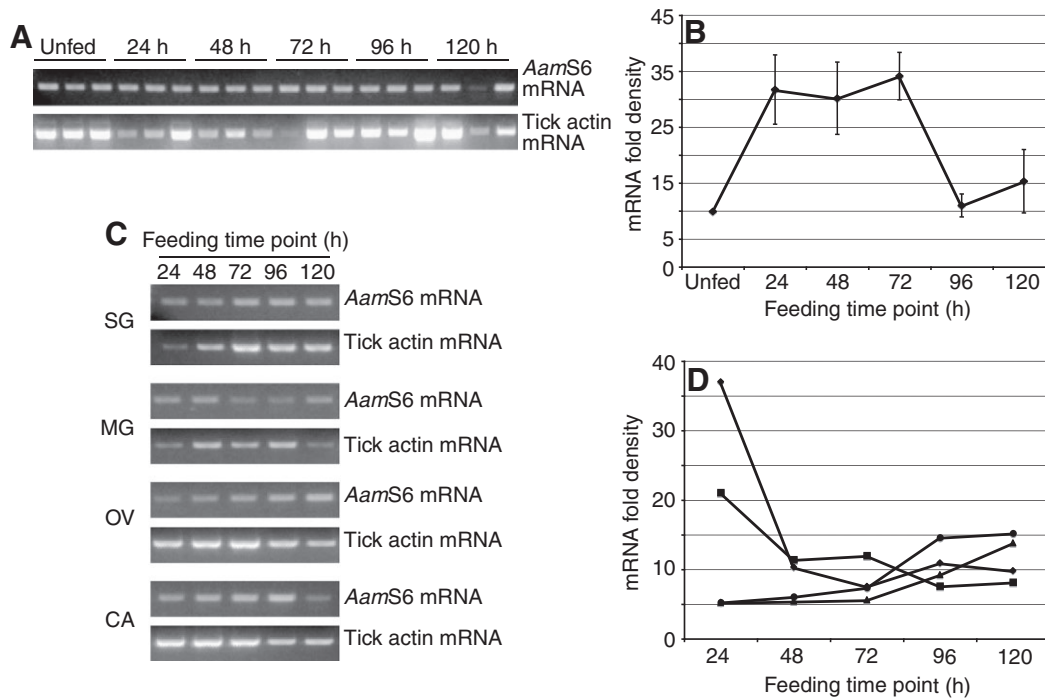 A
Unfed 24 h 48 h 72 h 96 h 120 h
AamS6
mRNA
Tick actin
mRNA
B
mRNA fold density
45
35
25
15
5
0
Unfed 24 48 72 96 120
Feeding time point (h)
C
Feeding time point (h)
24 48 72 96 120
SG
AamS6 mRNA
Tick actin mRNA
MG
AamS6 mRNA
Tick actin mRNA
OV
AamS6 mRNA
Tick actin mRNA
CA
AamS6 mRNA
Tick actin mRNA
D
mRNA fold density
40
30
20
10
0
24 48 72 96 120
Feeding time point (h)